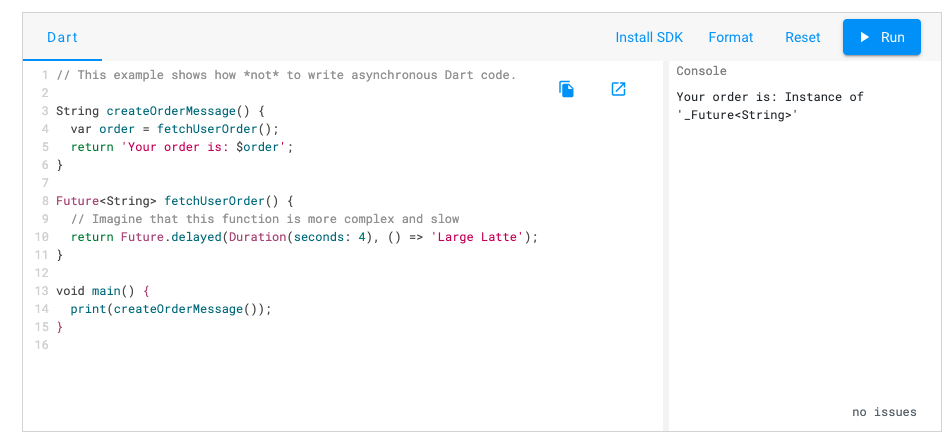 Dart
Install SDK Format Reset Run
1 // This example shows how *not* to write asynchronous Dart code.
2
3 String createOrderMessage() {
4   var order = fetchUserOrder();
5   return 'Your order is: $order';
6 }
7
8 Future<String> fetchUserOrder() {
9   // Imagine that this function is more complex and slow
10   return Future.delayed(Duration(seconds: 4), () => 'Large Latte');
11 }
12
13 void main() {
14   print(createOrderMessage());
15 }
16
Console
Your order is: Instance of
'_Future<String>'
no issues